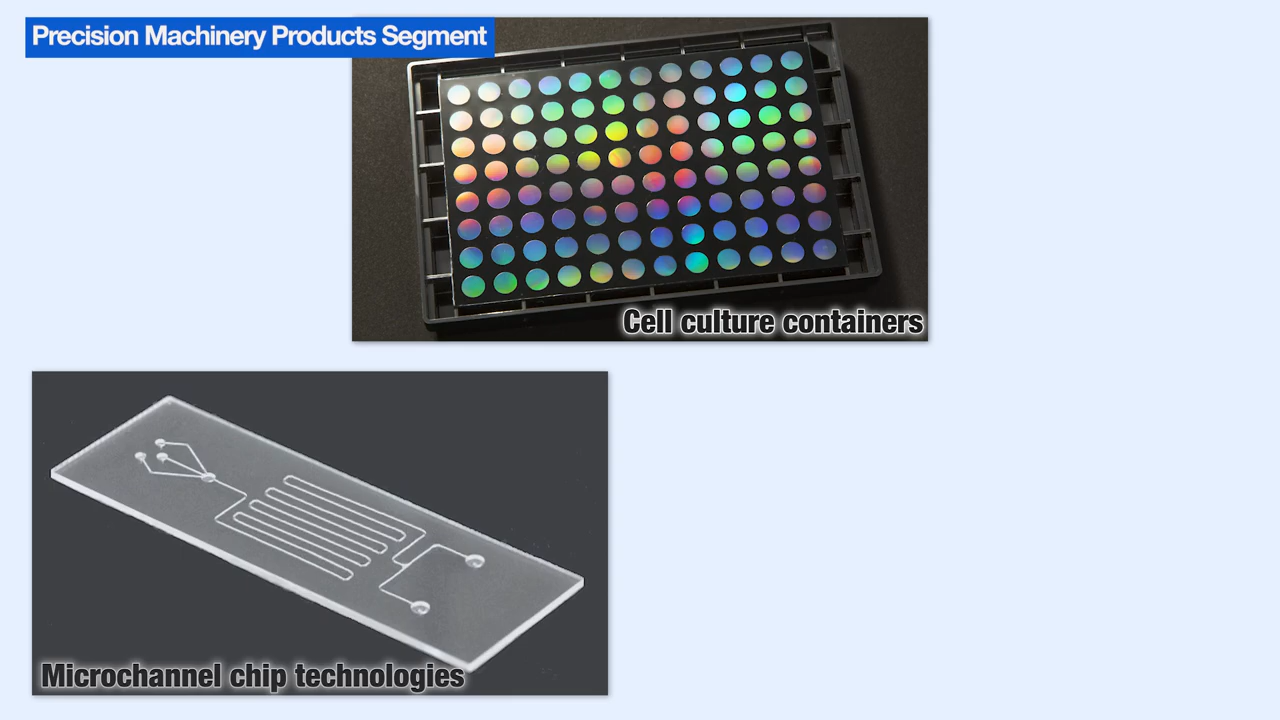 Precision Machinery Products Segment
Cell culture containers
Microchannel chip technologies